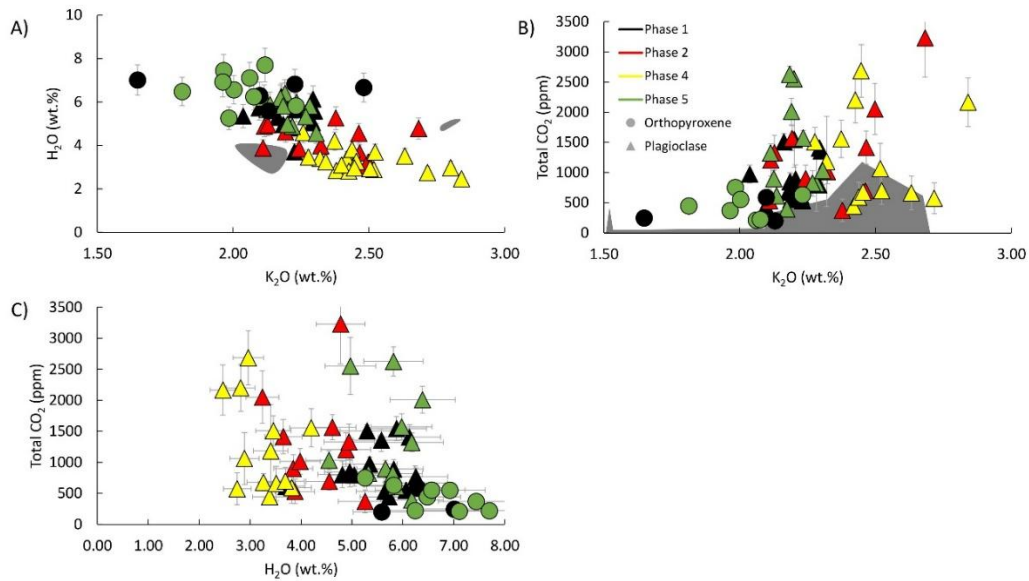 A)
H₂O (wt.%)
10
8
6
4
2
0
1.50 2.00 2.50 3.00
K₂O (wt.%)
B)
Total CO₂ (ppm)
3500
3000
2500
2000
1500
1000
500
0
Phase 1
Phase 2
Phase 4
Phase 5
Orthopyroxene
Plagioclase
1.50 2.00 2.50 3.00
K₂O (wt.%)
C)
Total CO₂ (ppm)
3500
3000
2500
2000
1500
1000
500
0
0.00 1.00 2.00 3.00 4.00 5.00 6.00 7.00 8.00
H₂O (wt.%)